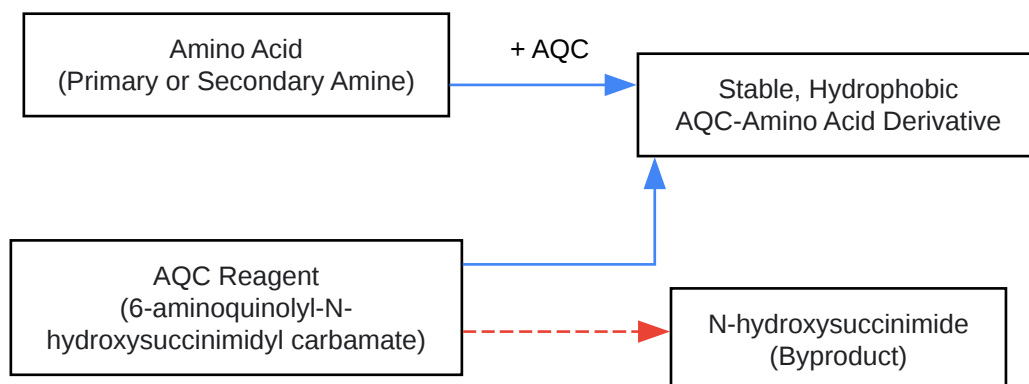 Amino Acid
(Primary or Secondary Amine)
+ AQC
Stable, Hydrophobic
AQC-Amino Acid Derivative
AQC Reagent
(6-aminoquinolyl-N-
hydroxysuccinimidyl carbamate)
N-hydroxysuccinimide
(Byproduct)